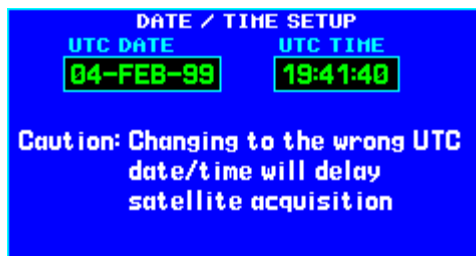 DATE / TIME SETUP
UTC DATE UTC TIME
04-FEB-99 19:41:40
Caution: Changing to the wrong UTC
date/time will delay
satellite acquisition